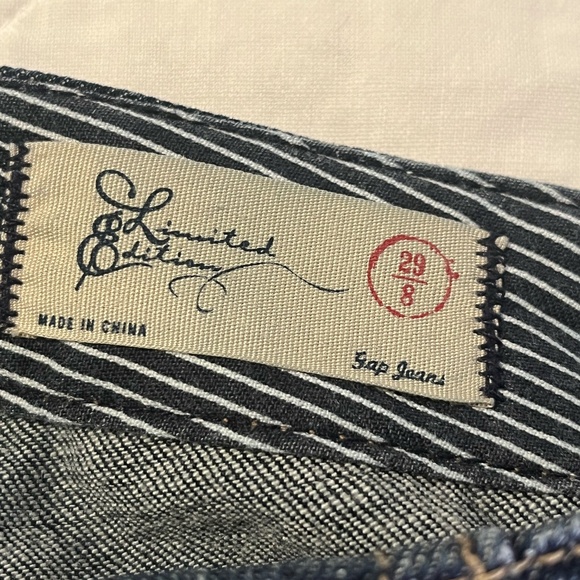 Limited
Edition
29
8
MADE IN CHINA
Gap Jeans